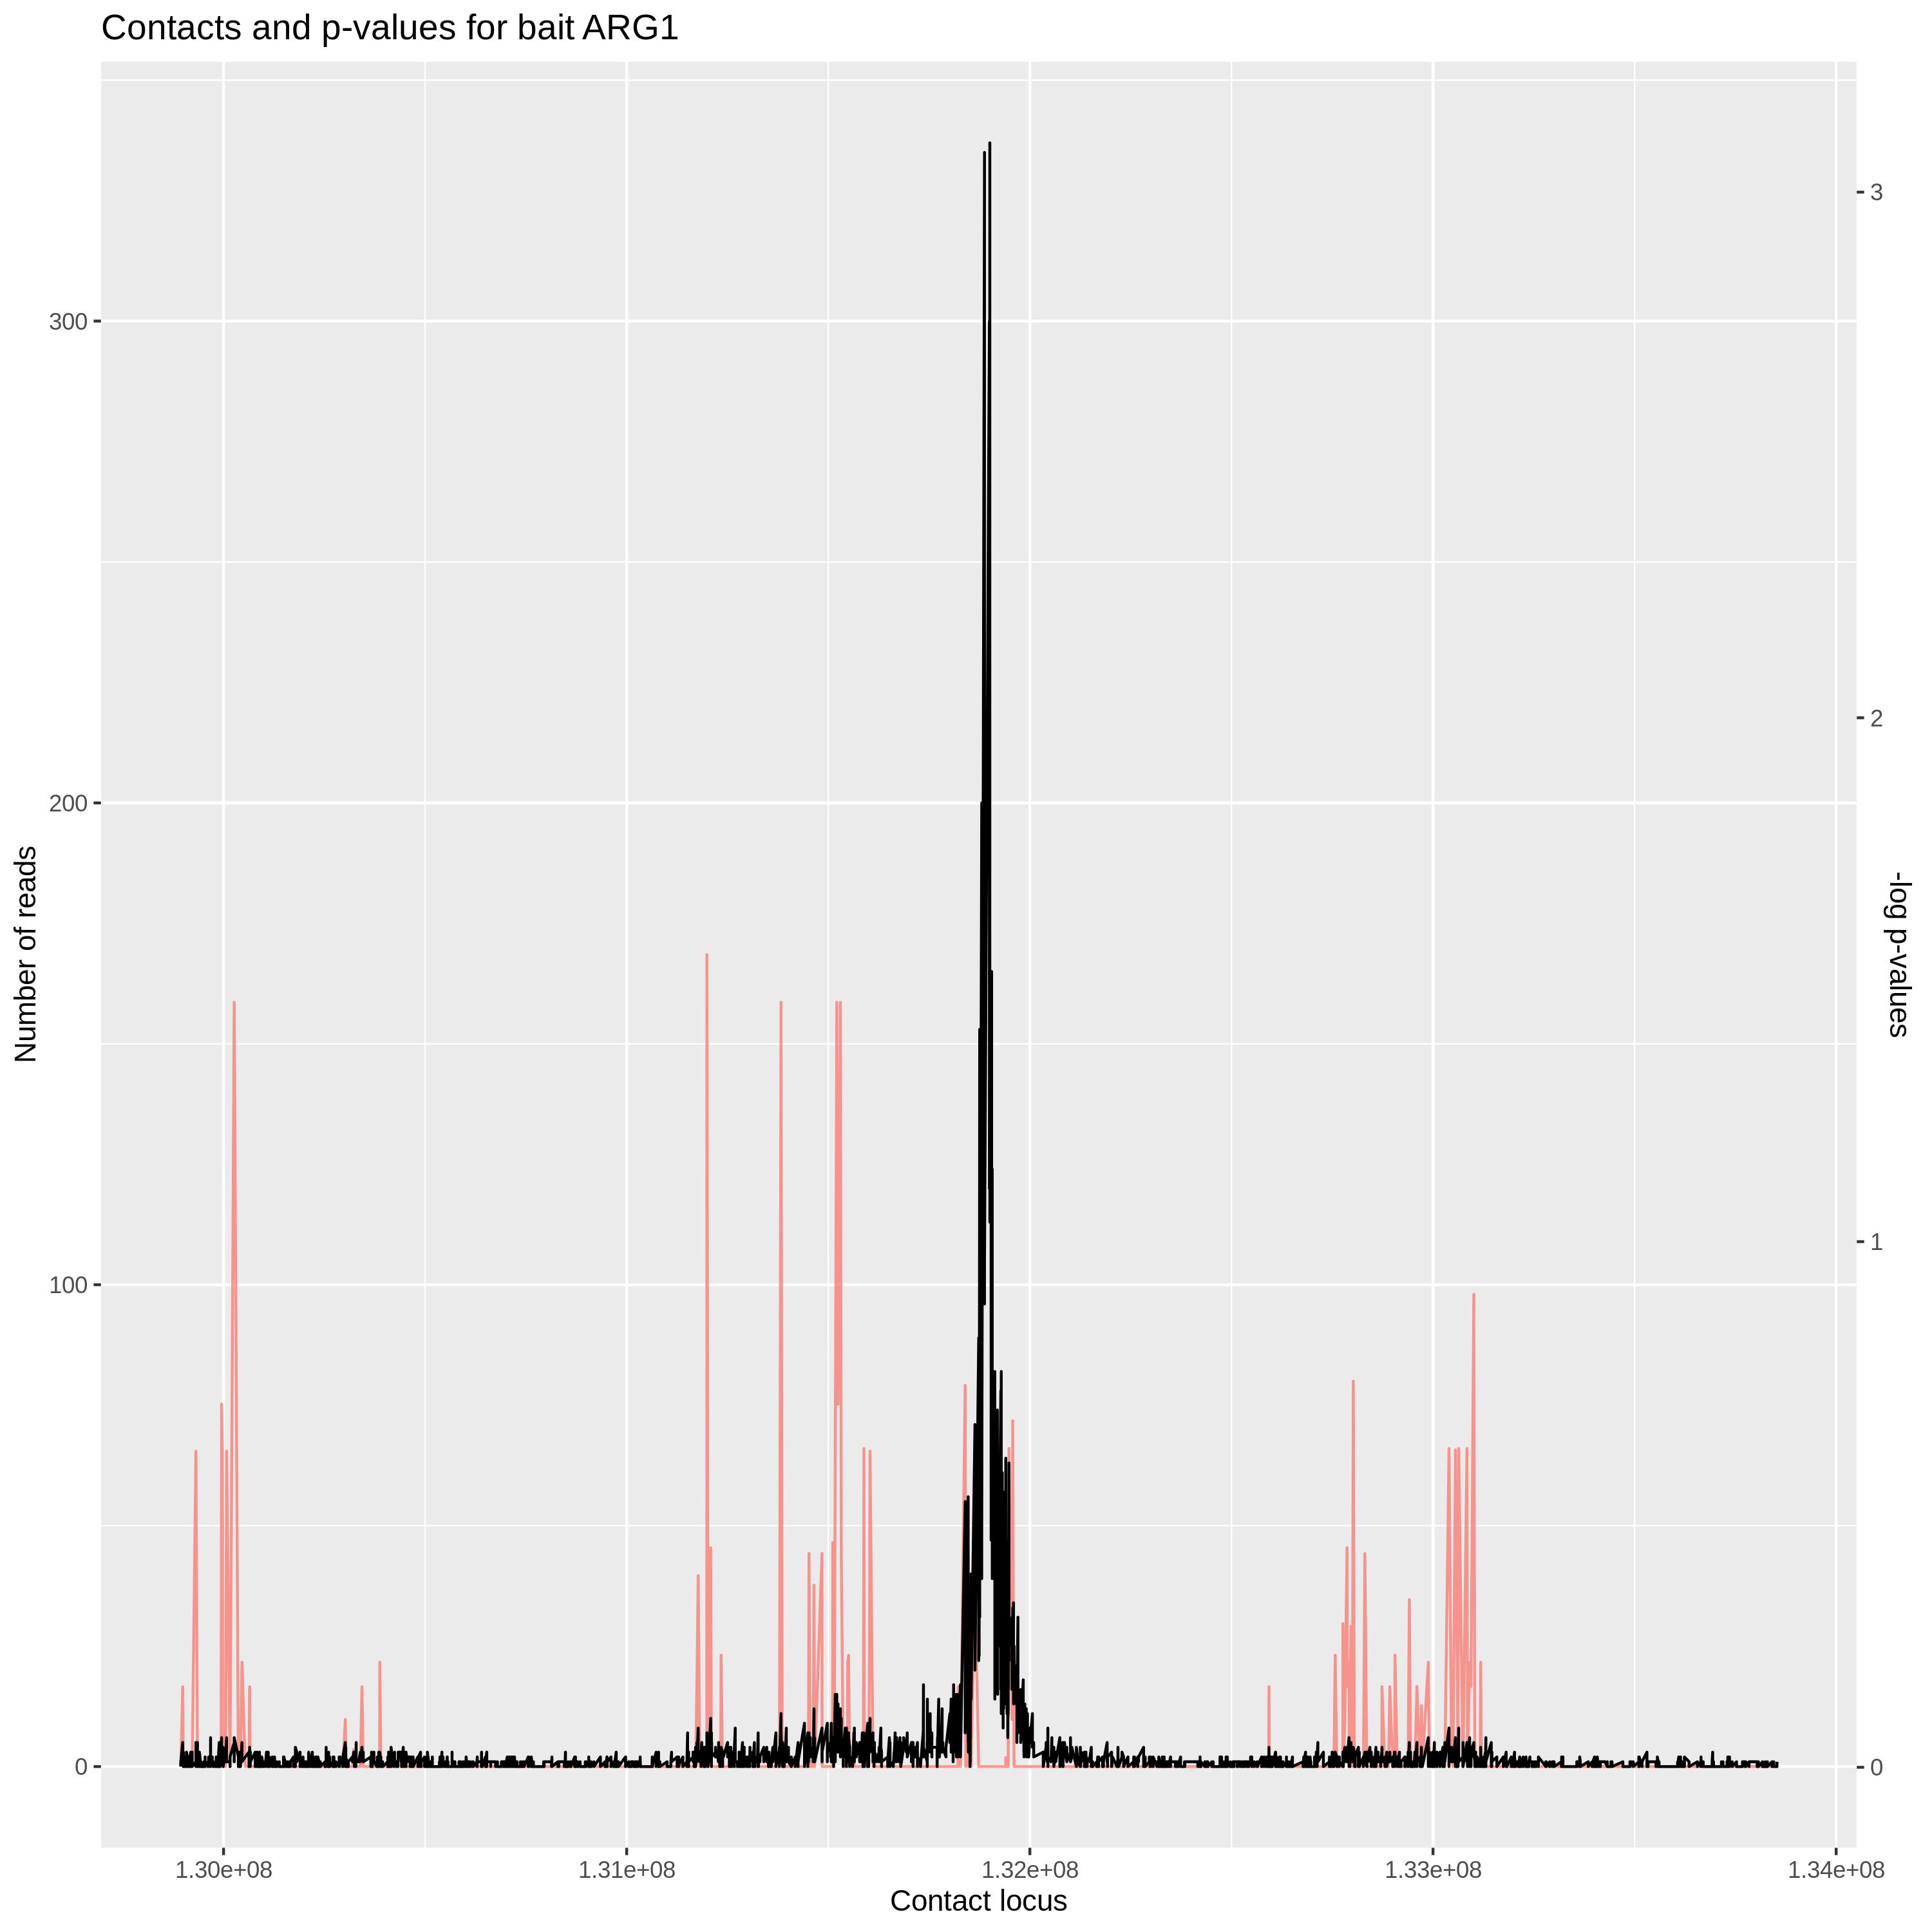 Contacts and p-values for bait ARG1
300
200
100
0
Number of reads
3
2
1
0
-log p-values
1.30e+08
1.31e+08
1.32e+08
1.33e+08
1.34e+08
Contact locus